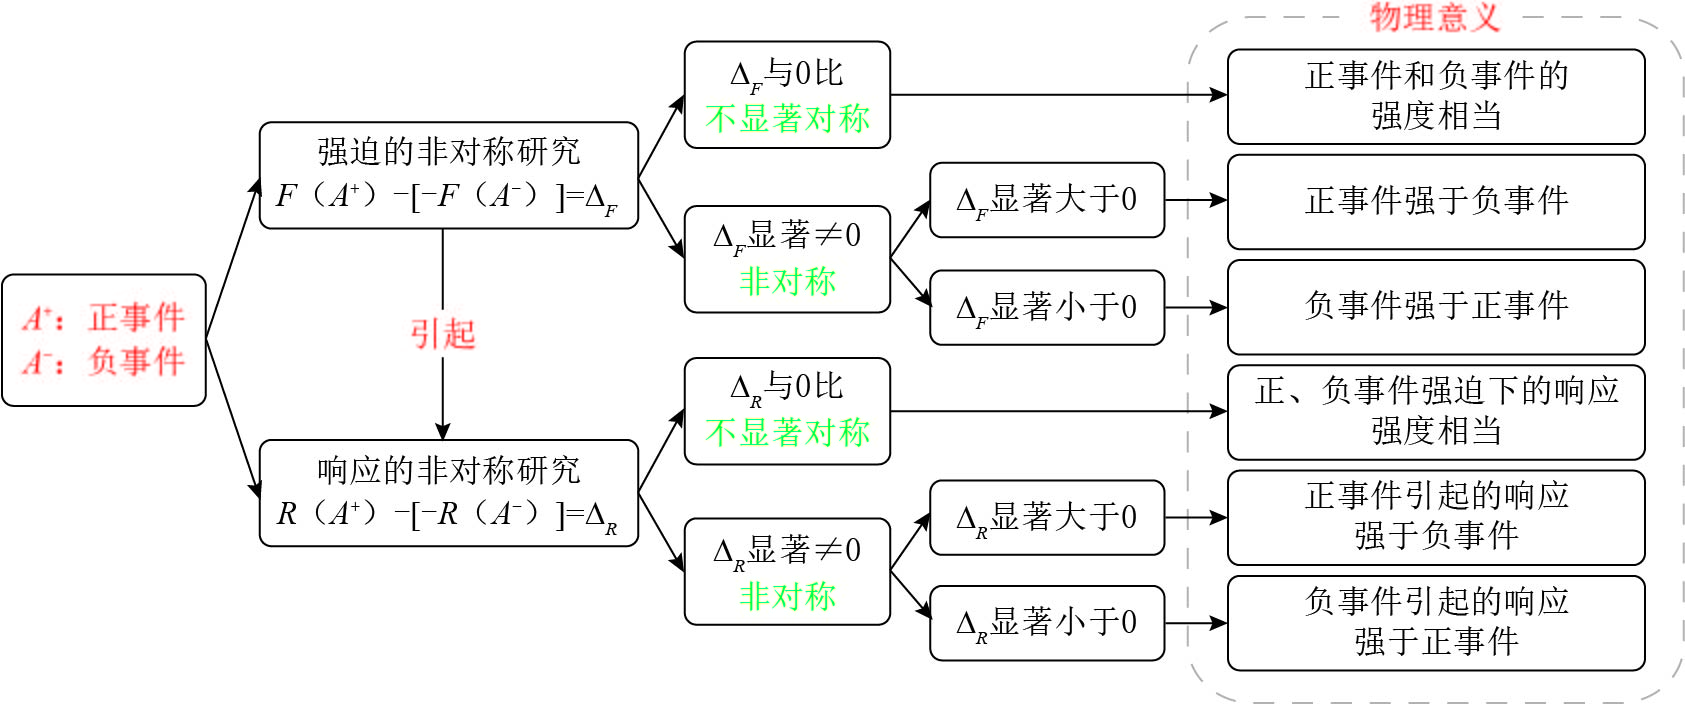 物理意义
A⁺：正事件
A⁻：负事件
强迫的非对称研究
F（A⁺）−[−F（A⁻）]=Δ_F
引起
响应的非对称研究
R（A⁺）−[−R（A⁻）]=Δ_R
Δ_F与0比
不显著对称
Δ_F显著≠0
非对称
Δ_F显著大于0
Δ_F显著小于0
Δ_R与0比
不显著对称
Δ_R显著≠0
非对称
Δ_R显著大于0
Δ_R显著小于0
正事件和负事件的
强度相当
正事件强于负事件
负事件强于正事件
正、负事件强迫下的响应
强度相当
正事件引起的响应
强于负事件
负事件引起的响应
强于正事件